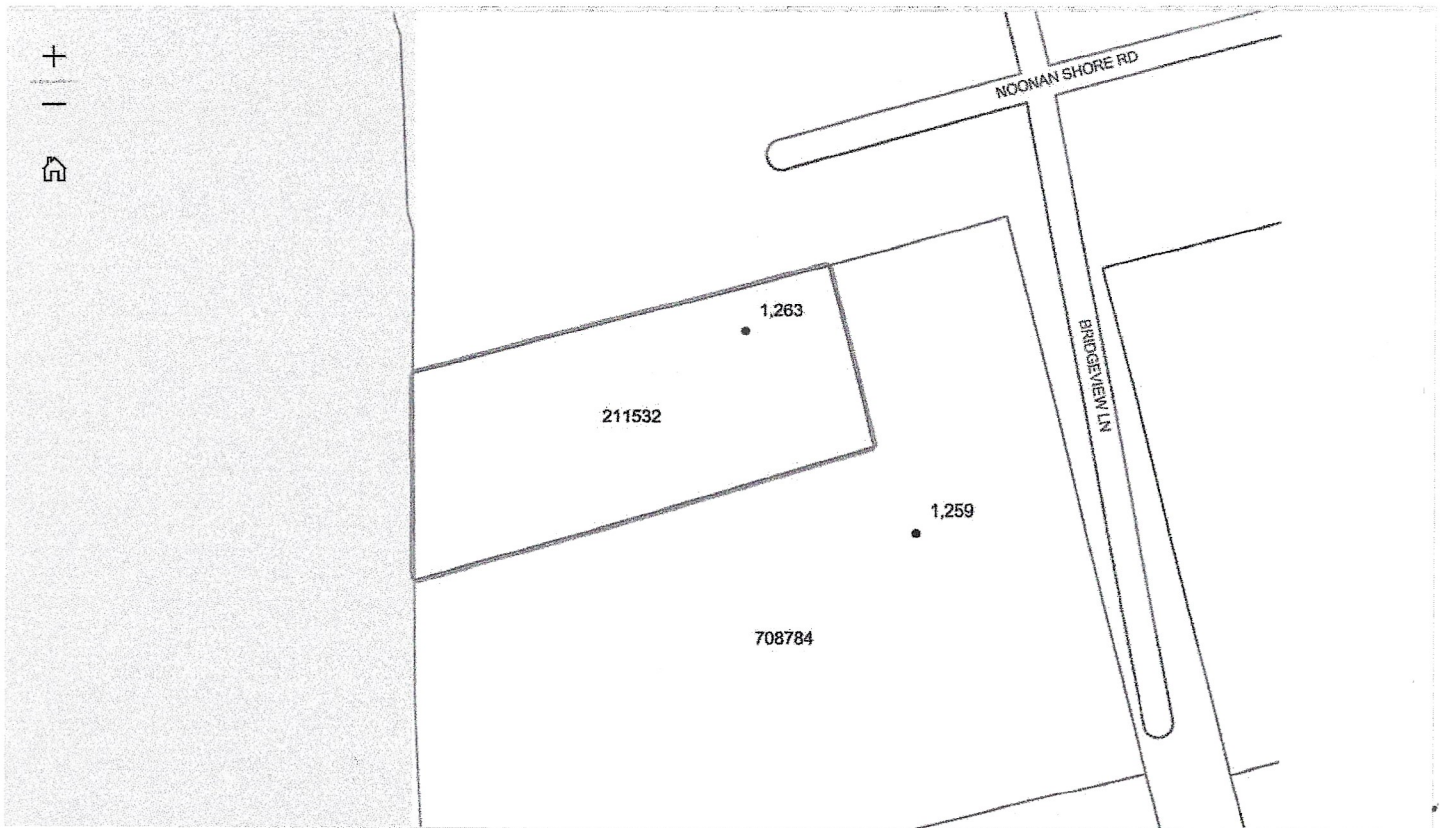 NOONAN SHORE RD
1,263
BRIDGEVIEW LN
211532
1,259
708784